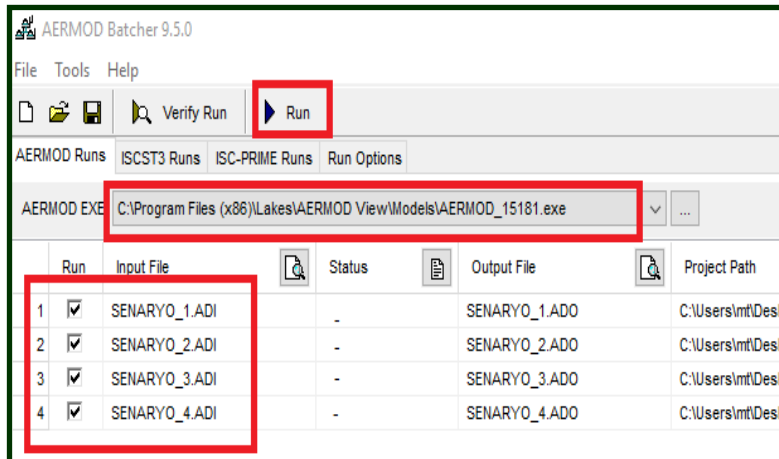 AERMOD Batcher 9.5.0
File Tools Help
Verify Run Run
AERMOD Runs ISCST3 Runs ISC-PRIME Runs Run Options
AERMOD EXE C:\Program Files (x86)\Lakes\AERMOD View\Models\AERMOD_15181.exe ...
Run Input File Status Output File Project Path
1 SENARYO_1.ADI - SENARYO_1.ADO C:\Users\mt\Des
2 SENARYO_2.ADI - SENARYO_2.ADO C:\Users\mt\Des
3 SENARYO_3.ADI - SENARYO_3.ADO C:\Users\mt\Des
4 SENARYO_4.ADI - SENARYO_4.ADO C:\Users\mt\Des